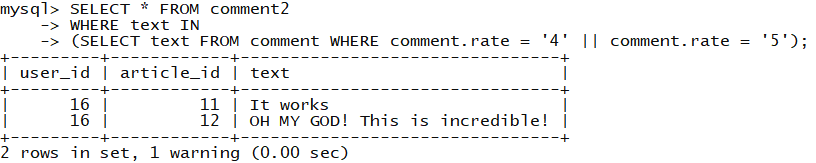 mysql> SELECT * FROM comment2
    -> WHERE text IN
    -> (SELECT text FROM comment WHERE comment.rate = '4' || comment.rate = '5');
+---------+------------+--------------------------------+
| user_id | article_id | text                           |
+---------+------------+--------------------------------+
|      16 |         11 | It works                       |
|      16 |         12 | OH MY GOD! This is incredible! |
+---------+------------+--------------------------------+
2 rows in set, 1 warning (0.00 sec)